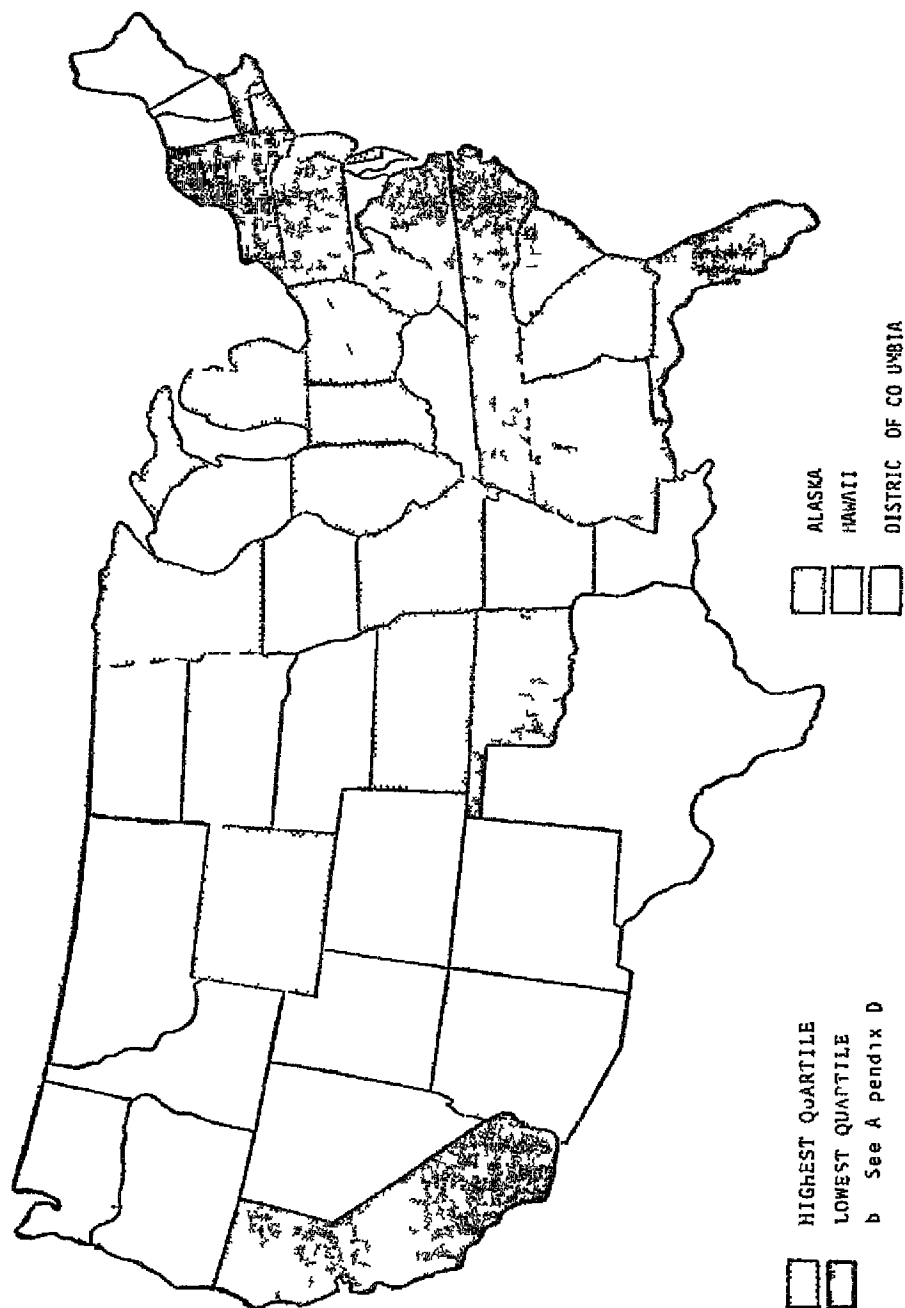 HIGhEST QUARTILE
LOWEST QUARTILE
b See A pendix D
ALASKA
HAWAII
DISTRIC OF CO UMBIA